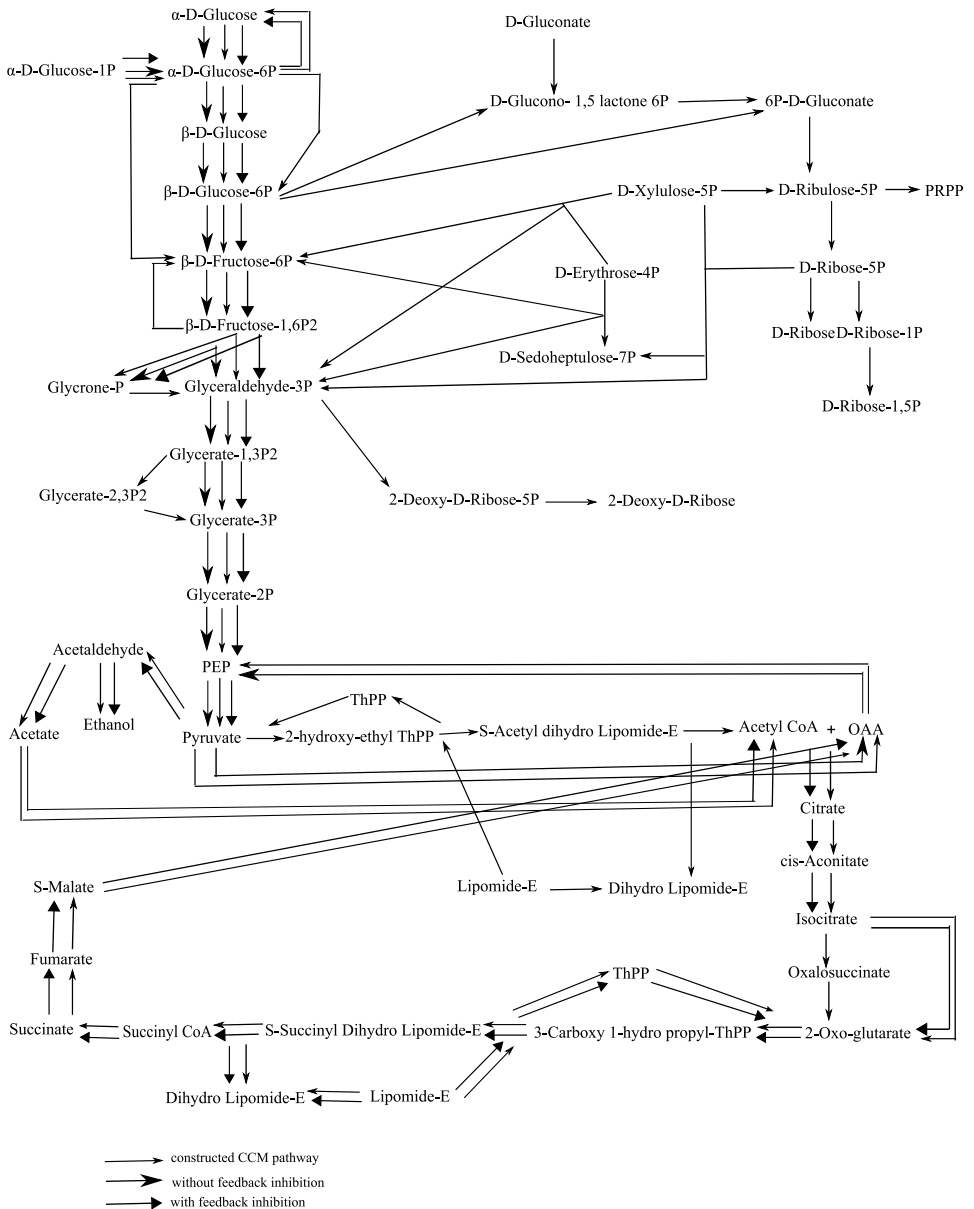 α-D-Glucose
D-Gluconate
α-D-Glucose-1P
α-D-Glucose-6P
D-Glucono- 1,5 lactone 6P
6P-D-Gluconate
β-D-Glucose
β-D-Glucose-6P
D-Xylulose-5P
D-Ribulose-5P
PRPP
β-D-Fructose-6P
D-Erythrose-4P
D-Ribose-5P
β-D-Fructose-1,6P2
D-Ribose
D-Ribose-1P
D-Sedoheptulose-7P
Glycrone-P
Glyceraldehyde-3P
D-Ribose-1,5P
Glycerate-1,3P2
Glycerate-2,3P2
2-Deoxy-D-Ribose-5P
2-Deoxy-D-Ribose
Glycerate-3P
Glycerate-2P
Acetaldehyde
PEP
ThPP
Ethanol
Acetate
Pyruvate
2-hydroxy-ethyl ThPP
S-Acetyl dihydro Lipomide-E
Acetyl CoA + OAA
Citrate
cis-Aconitate
S-Malate
Lipomide-E
Dihydro Lipomide-E
Isocitrate
Fumarate
Oxalosuccinate
ThPP
Succinate
Succinyl CoA
S-Succinyl Dihydro Lipomide-E
3-Carboxy 1-hydro propyl-ThPP
2-Oxo-glutarate
Dihydro Lipomide-E
Lipomide-E
constructed CCM pathway
without feedback inhibition
with feedback inhibition